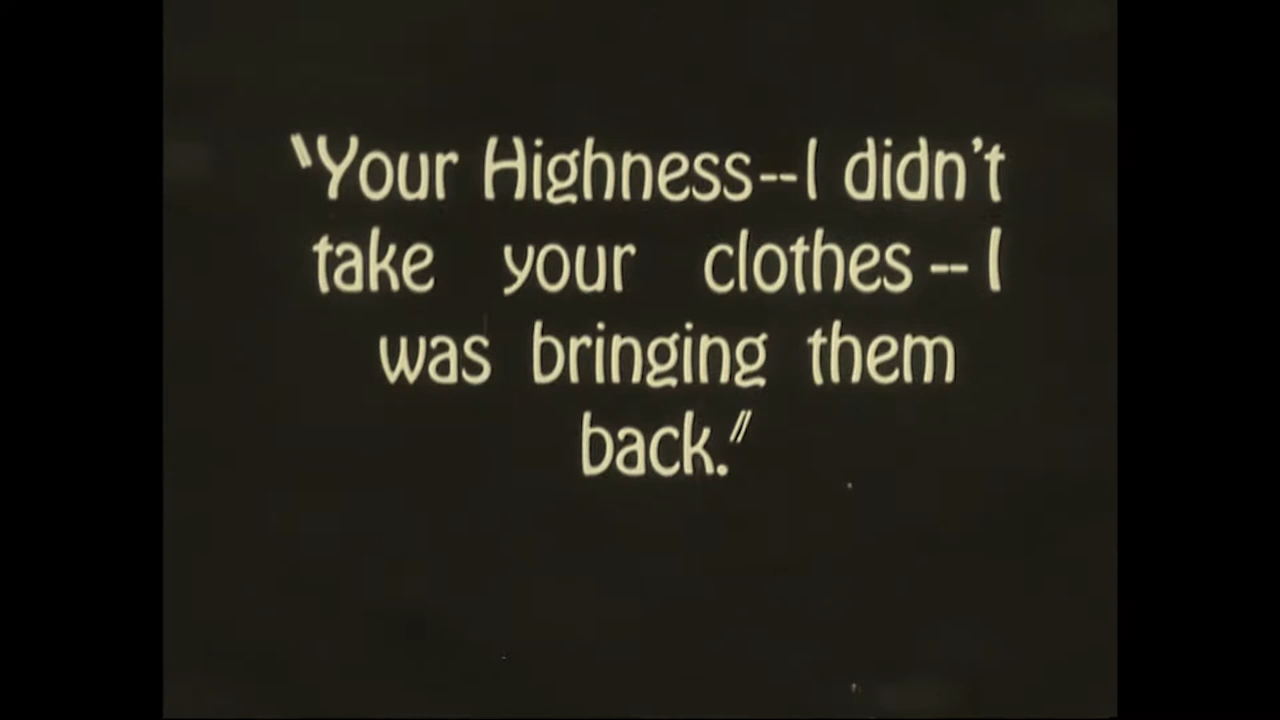 "Your Highness--I didn't
take your clothes -- I
was bringing them
back."